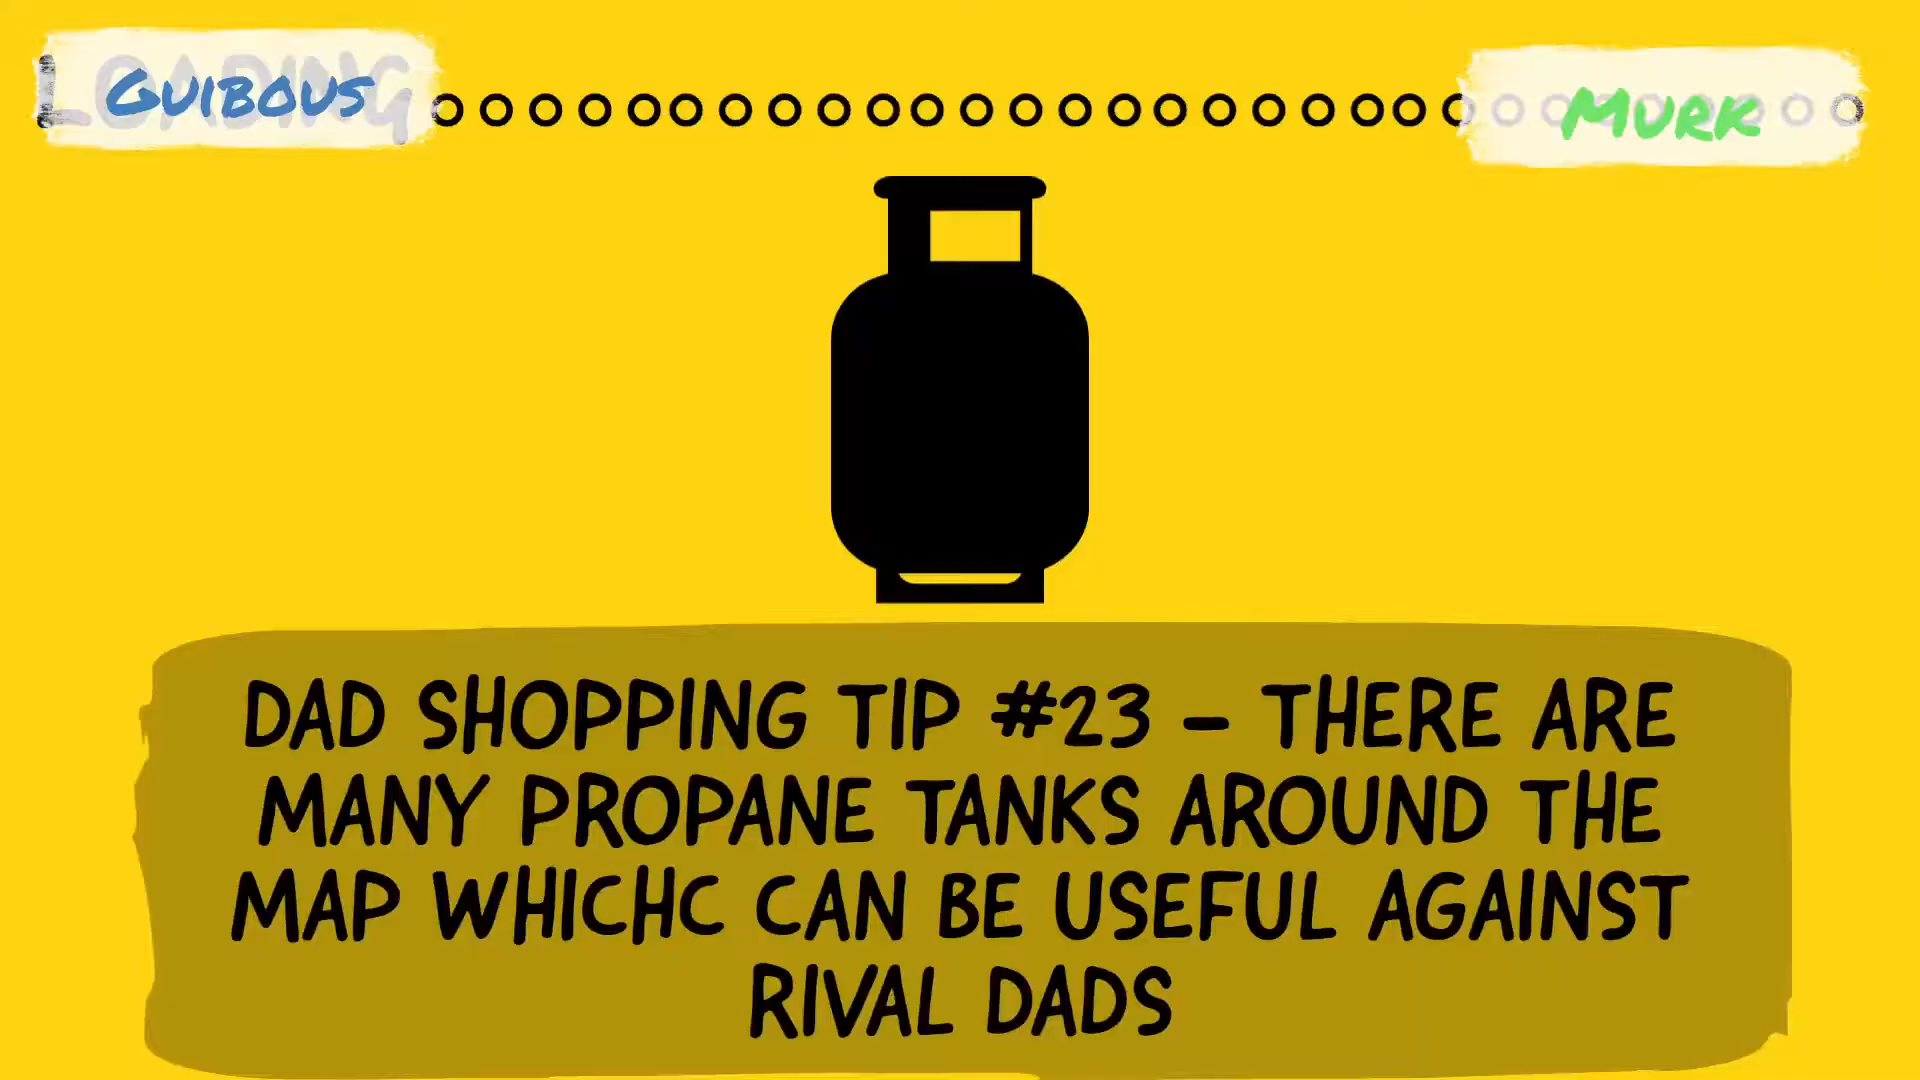 LOADING
Guibous
Murk
DAD SHOPPING TIP #23 – THERE ARE
MANY PROPANE TANKS AROUND THE
MAP WHICHC CAN BE USEFUL AGAINST
RIVAL DADS